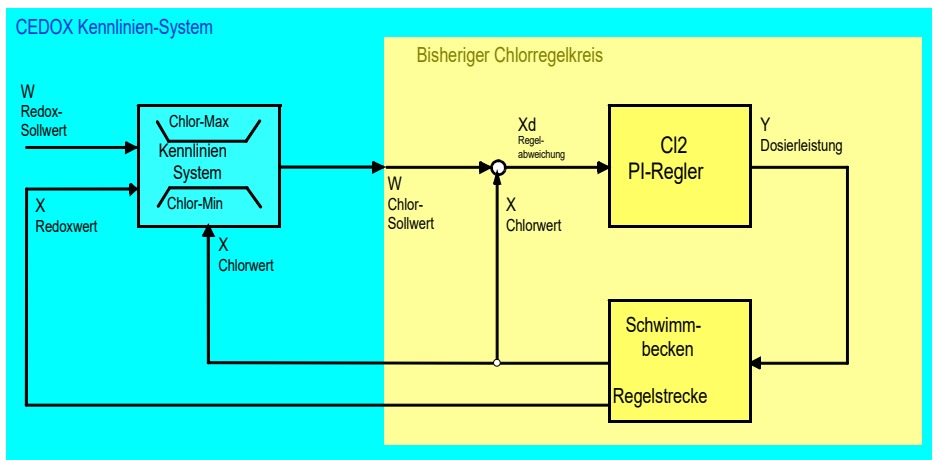 CEDOX Kennlinien-System
Bisheriger Chlorregelkreis
W
Redox-
Sollwert
Chlor-Max
Kennlinien
System
Chlor-Min
X
Redoxwert
X
Chlorwert
W
Chlor-
Sollwert
Xd
Regel-
abweichung
X
Chlorwert
Cl2
PI-Regler
Y
Dosierleistung
Schwimm-
becken
Regelstrecke